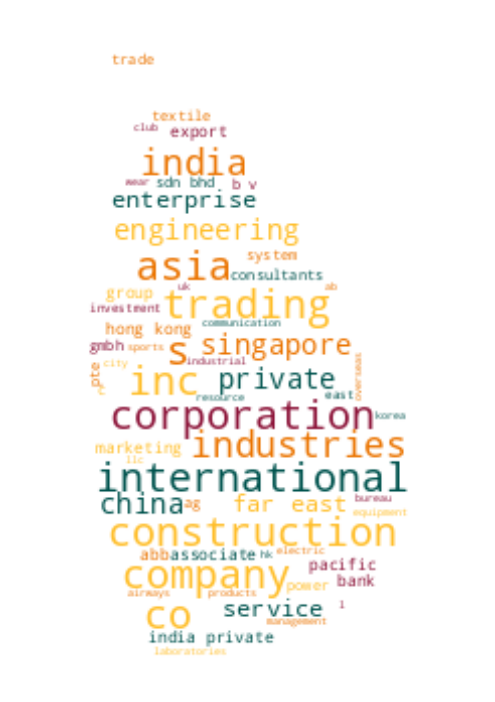 trade
textile
club export
india
wear sdn bhd b v
enterprise
engineering
system
asia consultants
uk ab
group trading
investment
communication
hong kong
s singapore
gmbh sports
industrial
city
pte inc private overseas
r
resource east
corporation korea
marketing industries
llc
international
china ag far east bureau
equipment
construction
abb associate hk electric
pacific
company power bank
airways products
co service l
management
india private
laboratories